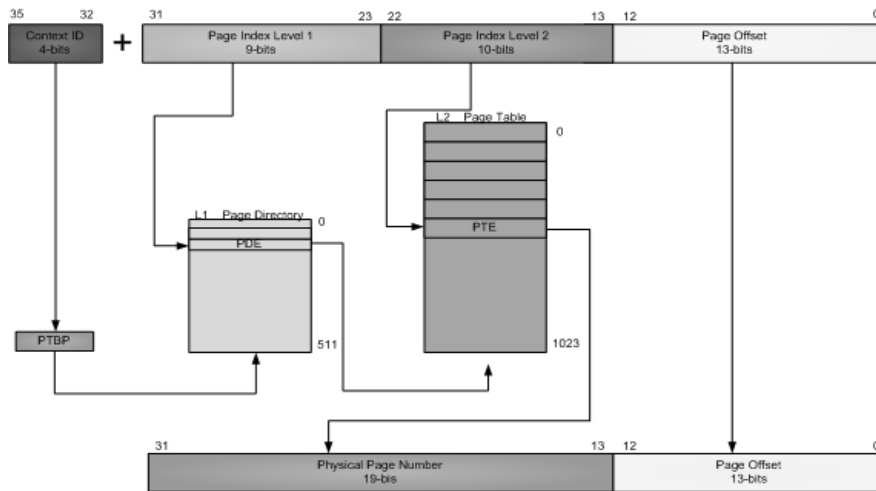 35 32 31 23 22 13 12 0
Context ID
4-bits
+
Page Index Level 1
9-bits
Page Index Level 2
10-bits
Page Offset
13-bits
L2 Page Table
0
PTE
1023
L1 Page Directory
0
PDE
511
PTBP
31 13 12 0
Physical Page Number
19-bis
Page Offset
13-bits